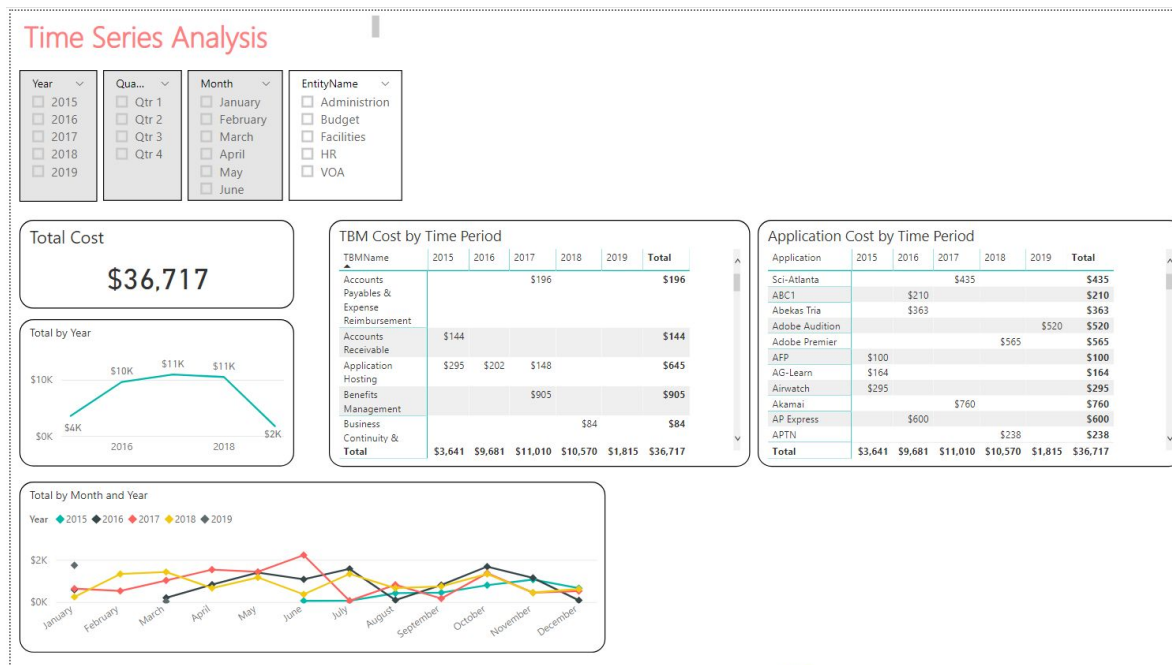 Time Series Analysis
Year
2015
2016
2017
2018
2019
Qua...
Qtr 1
Qtr 2
Qtr 3
Qtr 4
Month
January
February
March
April
May
June
EntityName
Administrion
Budget
Facilities
HR
VOA
Total Cost
$36,717
Total by Year
$10K
$0K
$4K
$10K
$11K
$11K
$2K
2016
2018
TBM Cost by Time Period
TBMName 2015 2016 2017 2018 2019 Total
Accounts $196 $196
Payables &
Expense
Reimbursement
Accounts $144 $144
Receivable
Application $295 $202 $148 $645
Hosting
Benefits $905 $905
Management
Business $84 $84
Continuity &
Total $3,641 $9,681 $11,010 $10,570 $1,815 $36,717
Application Cost by Time Period
Application 2015 2016 2017 2018 2019 Total
Sci-Atlanta $435 $435
ABC1 $210 $210
Abekas Tria $363 $363
Adobe Audition $520 $520
Adobe Premier $565 $565
AFP $100 $100
AG-Learn $164 $164
Airwatch $295 $295
Akamai $760 $760
AP Express $600 $600
APTN $238 $238
Total $3,641 $9,681 $11,010 $10,570 $1,815 $36,717
Total by Month and Year
Year 2015 2016 2017 2018 2019
$2K
$0K
January February March April May June July August September October November December